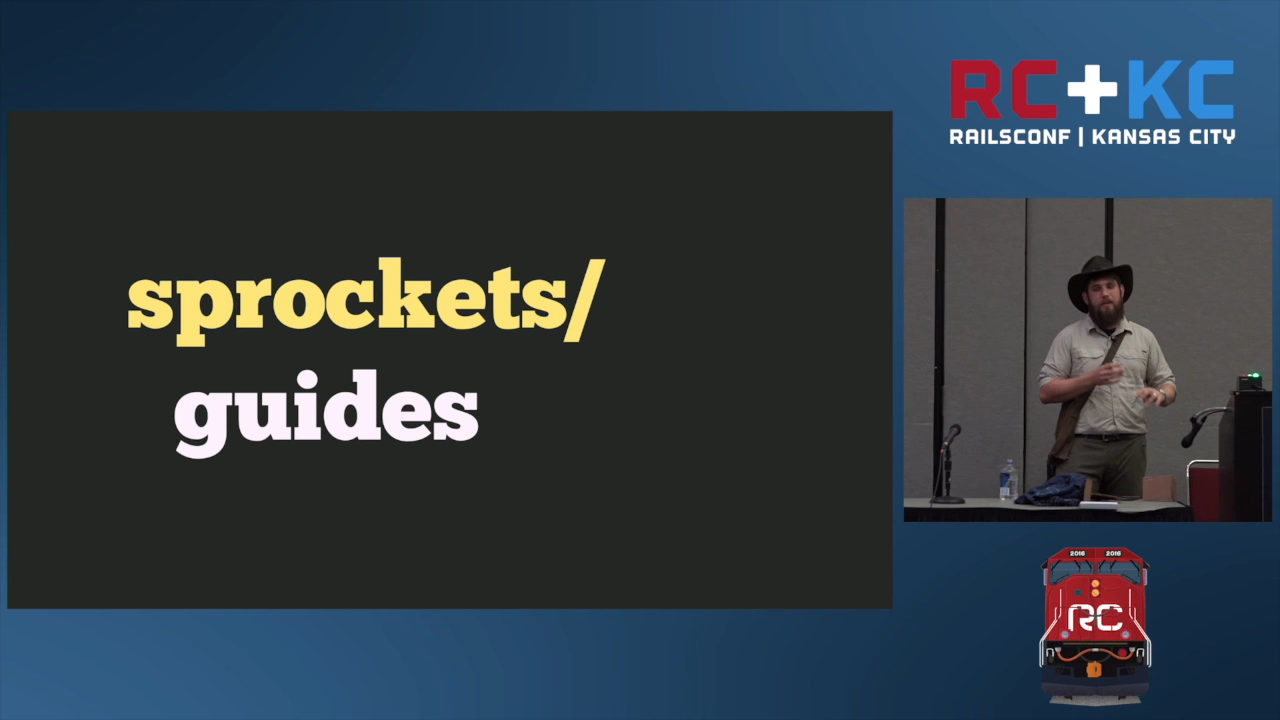 sprockets/
guides
RC+KC
RAILSCONF | KANSAS CITY
2016 2016
RC